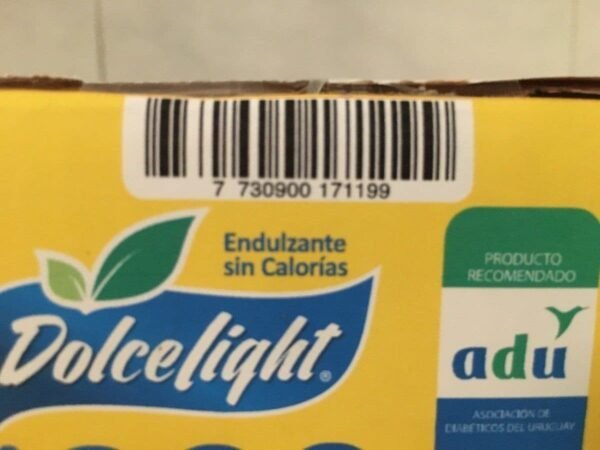 7 730900 171199
Endulzante
sin Calorías
Dolcelight®
PRODUCTO
RECOMENDADO
adu
ASOCIACIÓN DE
DIABÉTICOS DEL URUGUAY